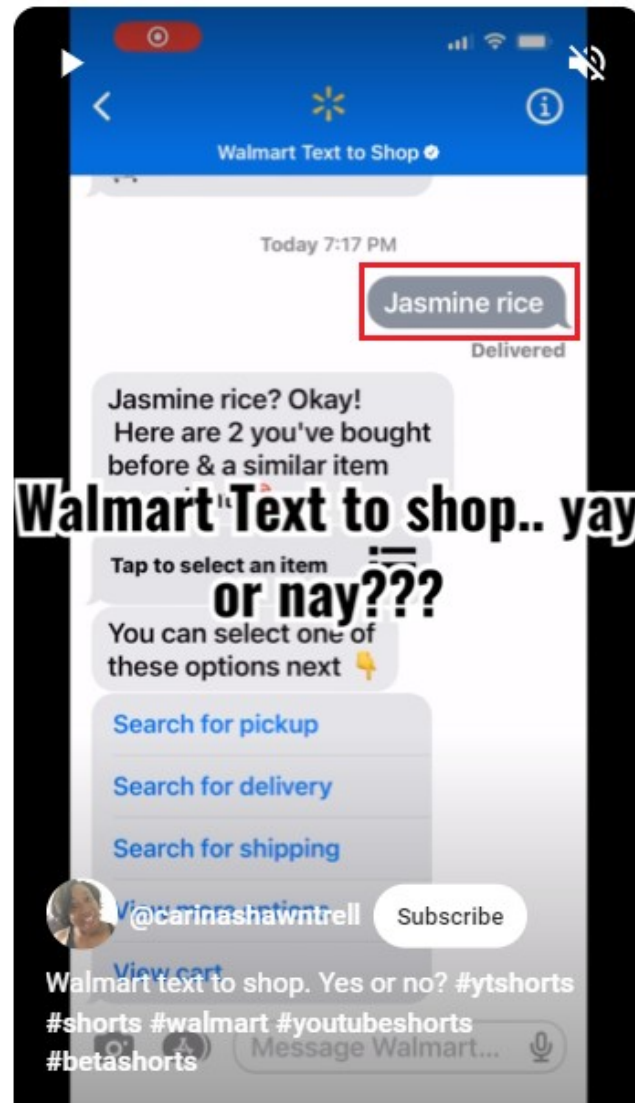 Walmart Text to Shop
Today 7:17 PM
Jasmine rice
Delivered
Jasmine rice? Okay!
Here are 2 you've bought
before & a similar item
Walmart Text to shop.. yay
or nay???
Tap to select an item
You can select one of
these options next 👇
Search for pickup
Search for delivery
Search for shipping
View more options
@carinashawntrell
Subscribe
View cart
Walmart text to shop. Yes or no? #ytshorts
#shorts #walmart #youtubeshorts
#betashorts
Message Walmart...